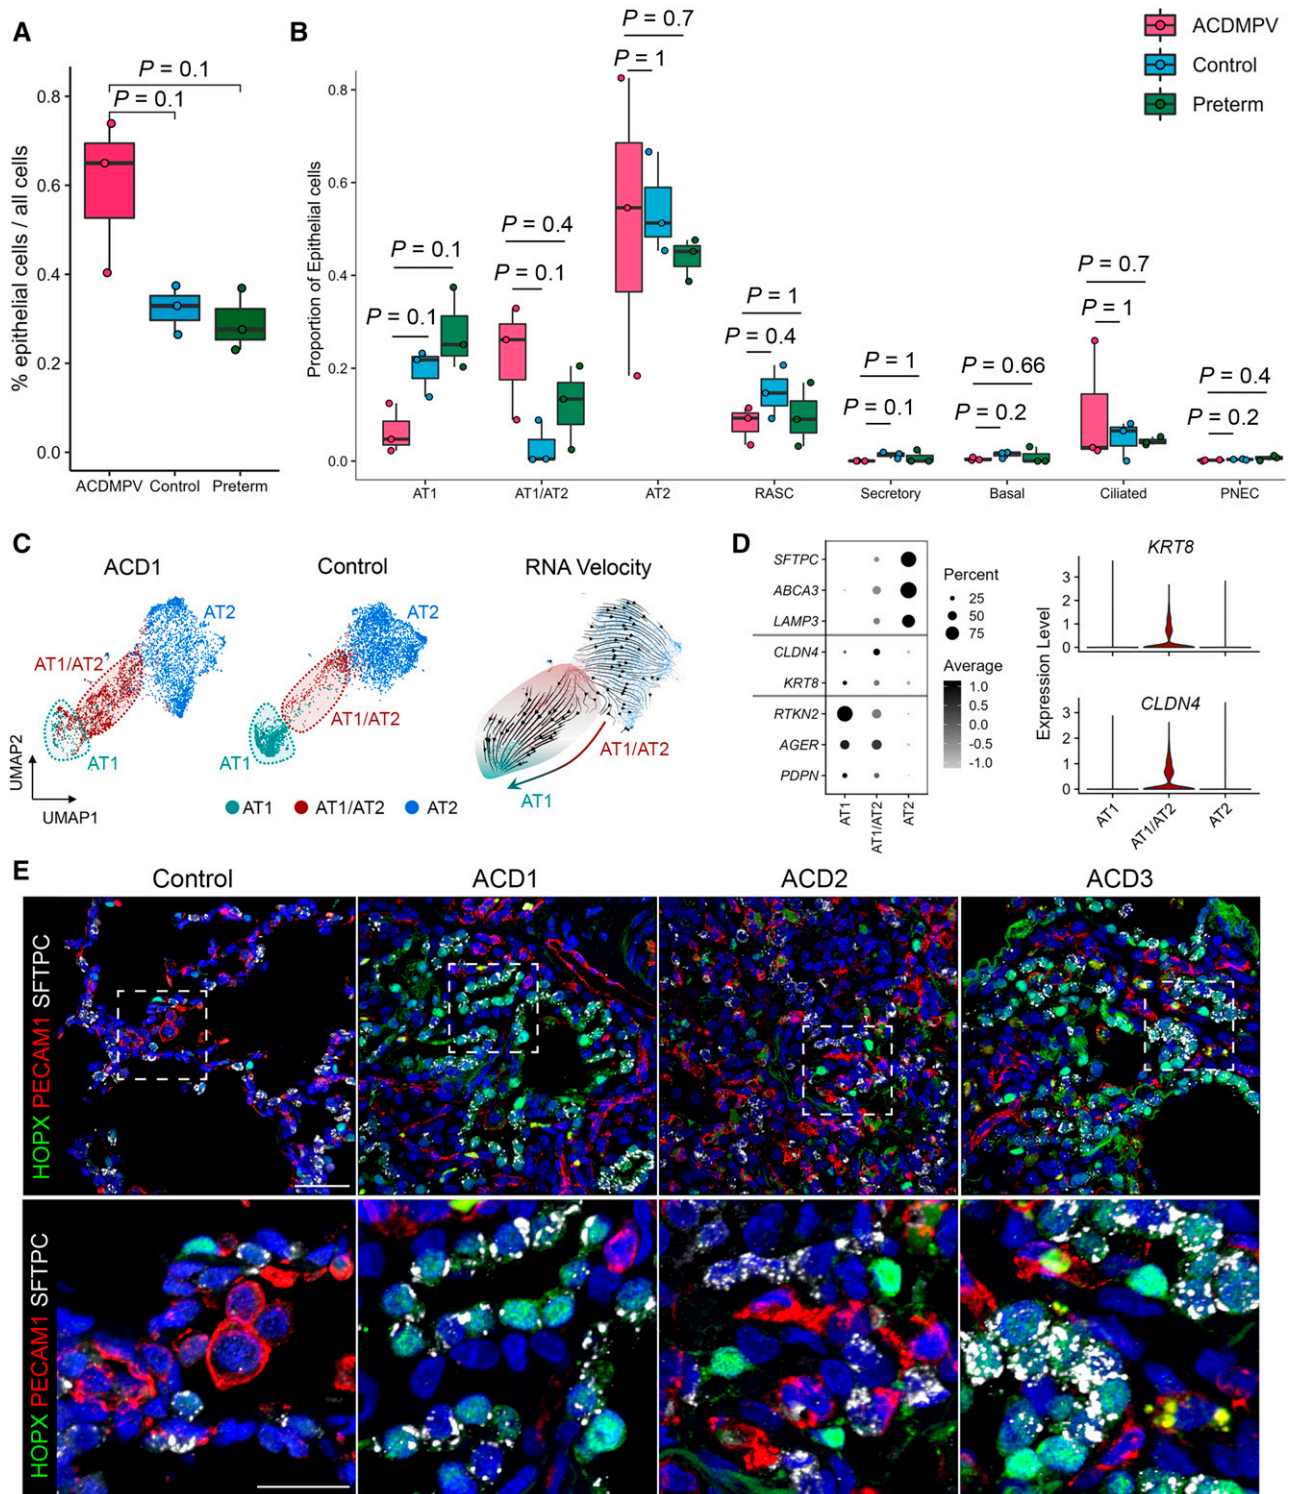 A
% epithelial cells / all cells
0.8
0.6
0.4
0.2
0.0
P = 0.1
P = 0.1
ACDMPV Control Preterm
B
Proportion of Epithelial cells
0.8
0.6
0.4
0.2
0.0
P = 0.1
P = 0.1
P = 0.4
P = 0.1
P = 0.7
P = 1
P = 1
P = 0.4
P = 1
P = 0.1
P = 0.66
P = 0.2
P = 0.7
P = 1
P = 0.4
P = 0.2
AT1 AT1/AT2 AT2 RASC Secretory Basal Ciliated PNEC
ACDMPV
Control
Preterm
C
ACD1 Control RNA Velocity
AT2
AT1/AT2
AT1
AT2
AT1/AT2
AT1
AT1/AT2
AT1
UMAP2
UMAP1
AT1 AT1/AT2 AT2
D
SFTPC
ABCA3
LAMP3
CLDN4
KRT8
RTKN2
AGER
PDPN
AT1
AT1/AT2
AT2
Percent
25
50
75
Average
1.0
0.5
0.0
-0.5
-1.0
Expression Level
KRT8
3
2
1
0
CLDN4
3
2
1
0
AT1
AT1/AT2
AT2
E
Control ACD1 ACD2 ACD3
HOPX PECAM1 SFTPC
HOPX PECAM1 SFTPC